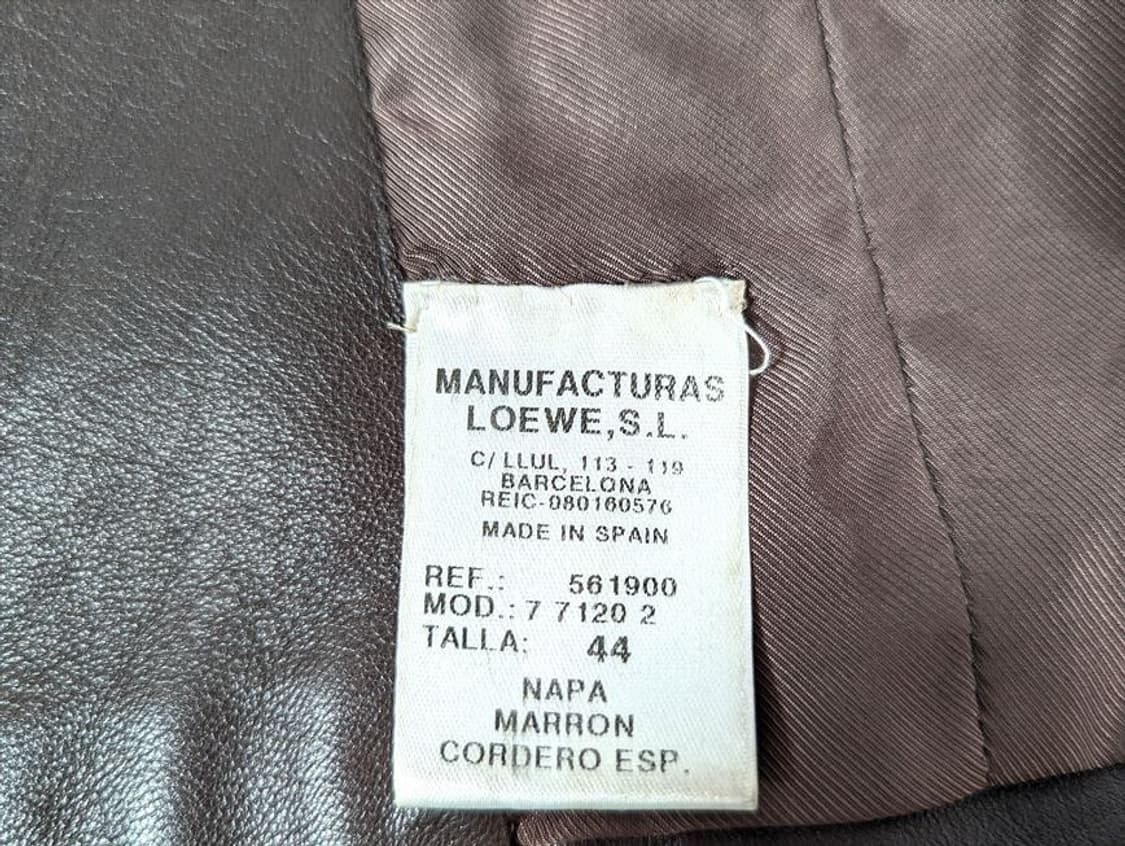 MANUFACTURAS
LOEWE,S.L.
C/ LLUL, 113 - 119
BARCELONA
REIC-080160576
MADE IN SPAIN
REF.: 561900
MOD.: 7 7120 2
TALLA: 44
NAPA
MARRON
CORDERO ESP.